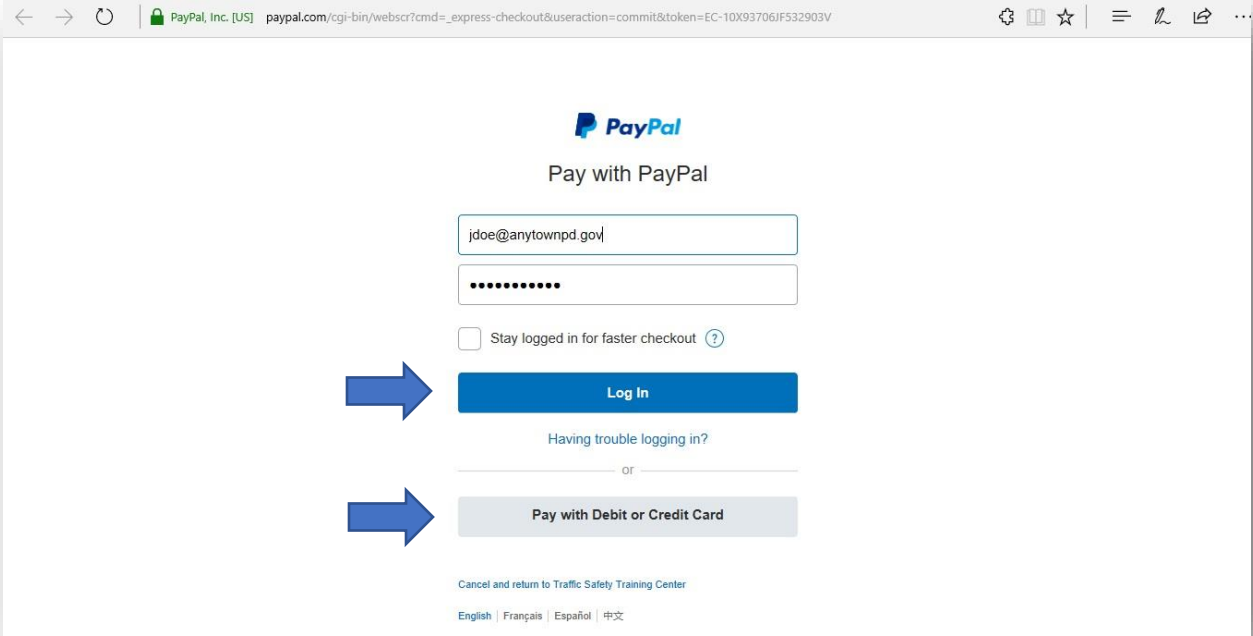 PayPal, Inc. [US] paypal.com/cgi-bin/webscr?cmd=_express-checkout&useraction=commit&token=EC-10X93706JF532903V
PayPal
Pay with PayPal
jdoe@anytownpd.gov
Stay logged in for faster checkout ?
Log In
Having trouble logging in?
or
Pay with Debit or Credit Card
Cancel and return to Traffic Safety Training Center
English | Français | Español | 中文